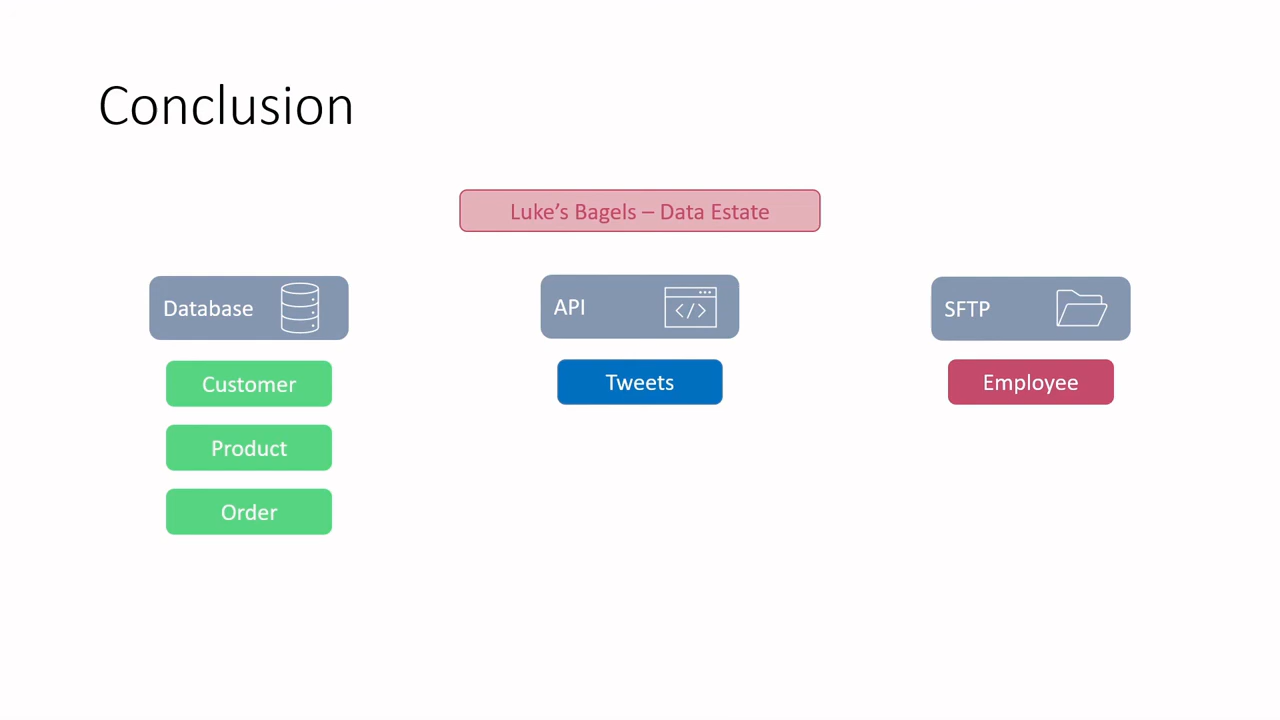 Conclusion
Luke’s Bagels – Data Estate
Database
API
</>
SFTP
Customer
Tweets
Employee
Product
Order